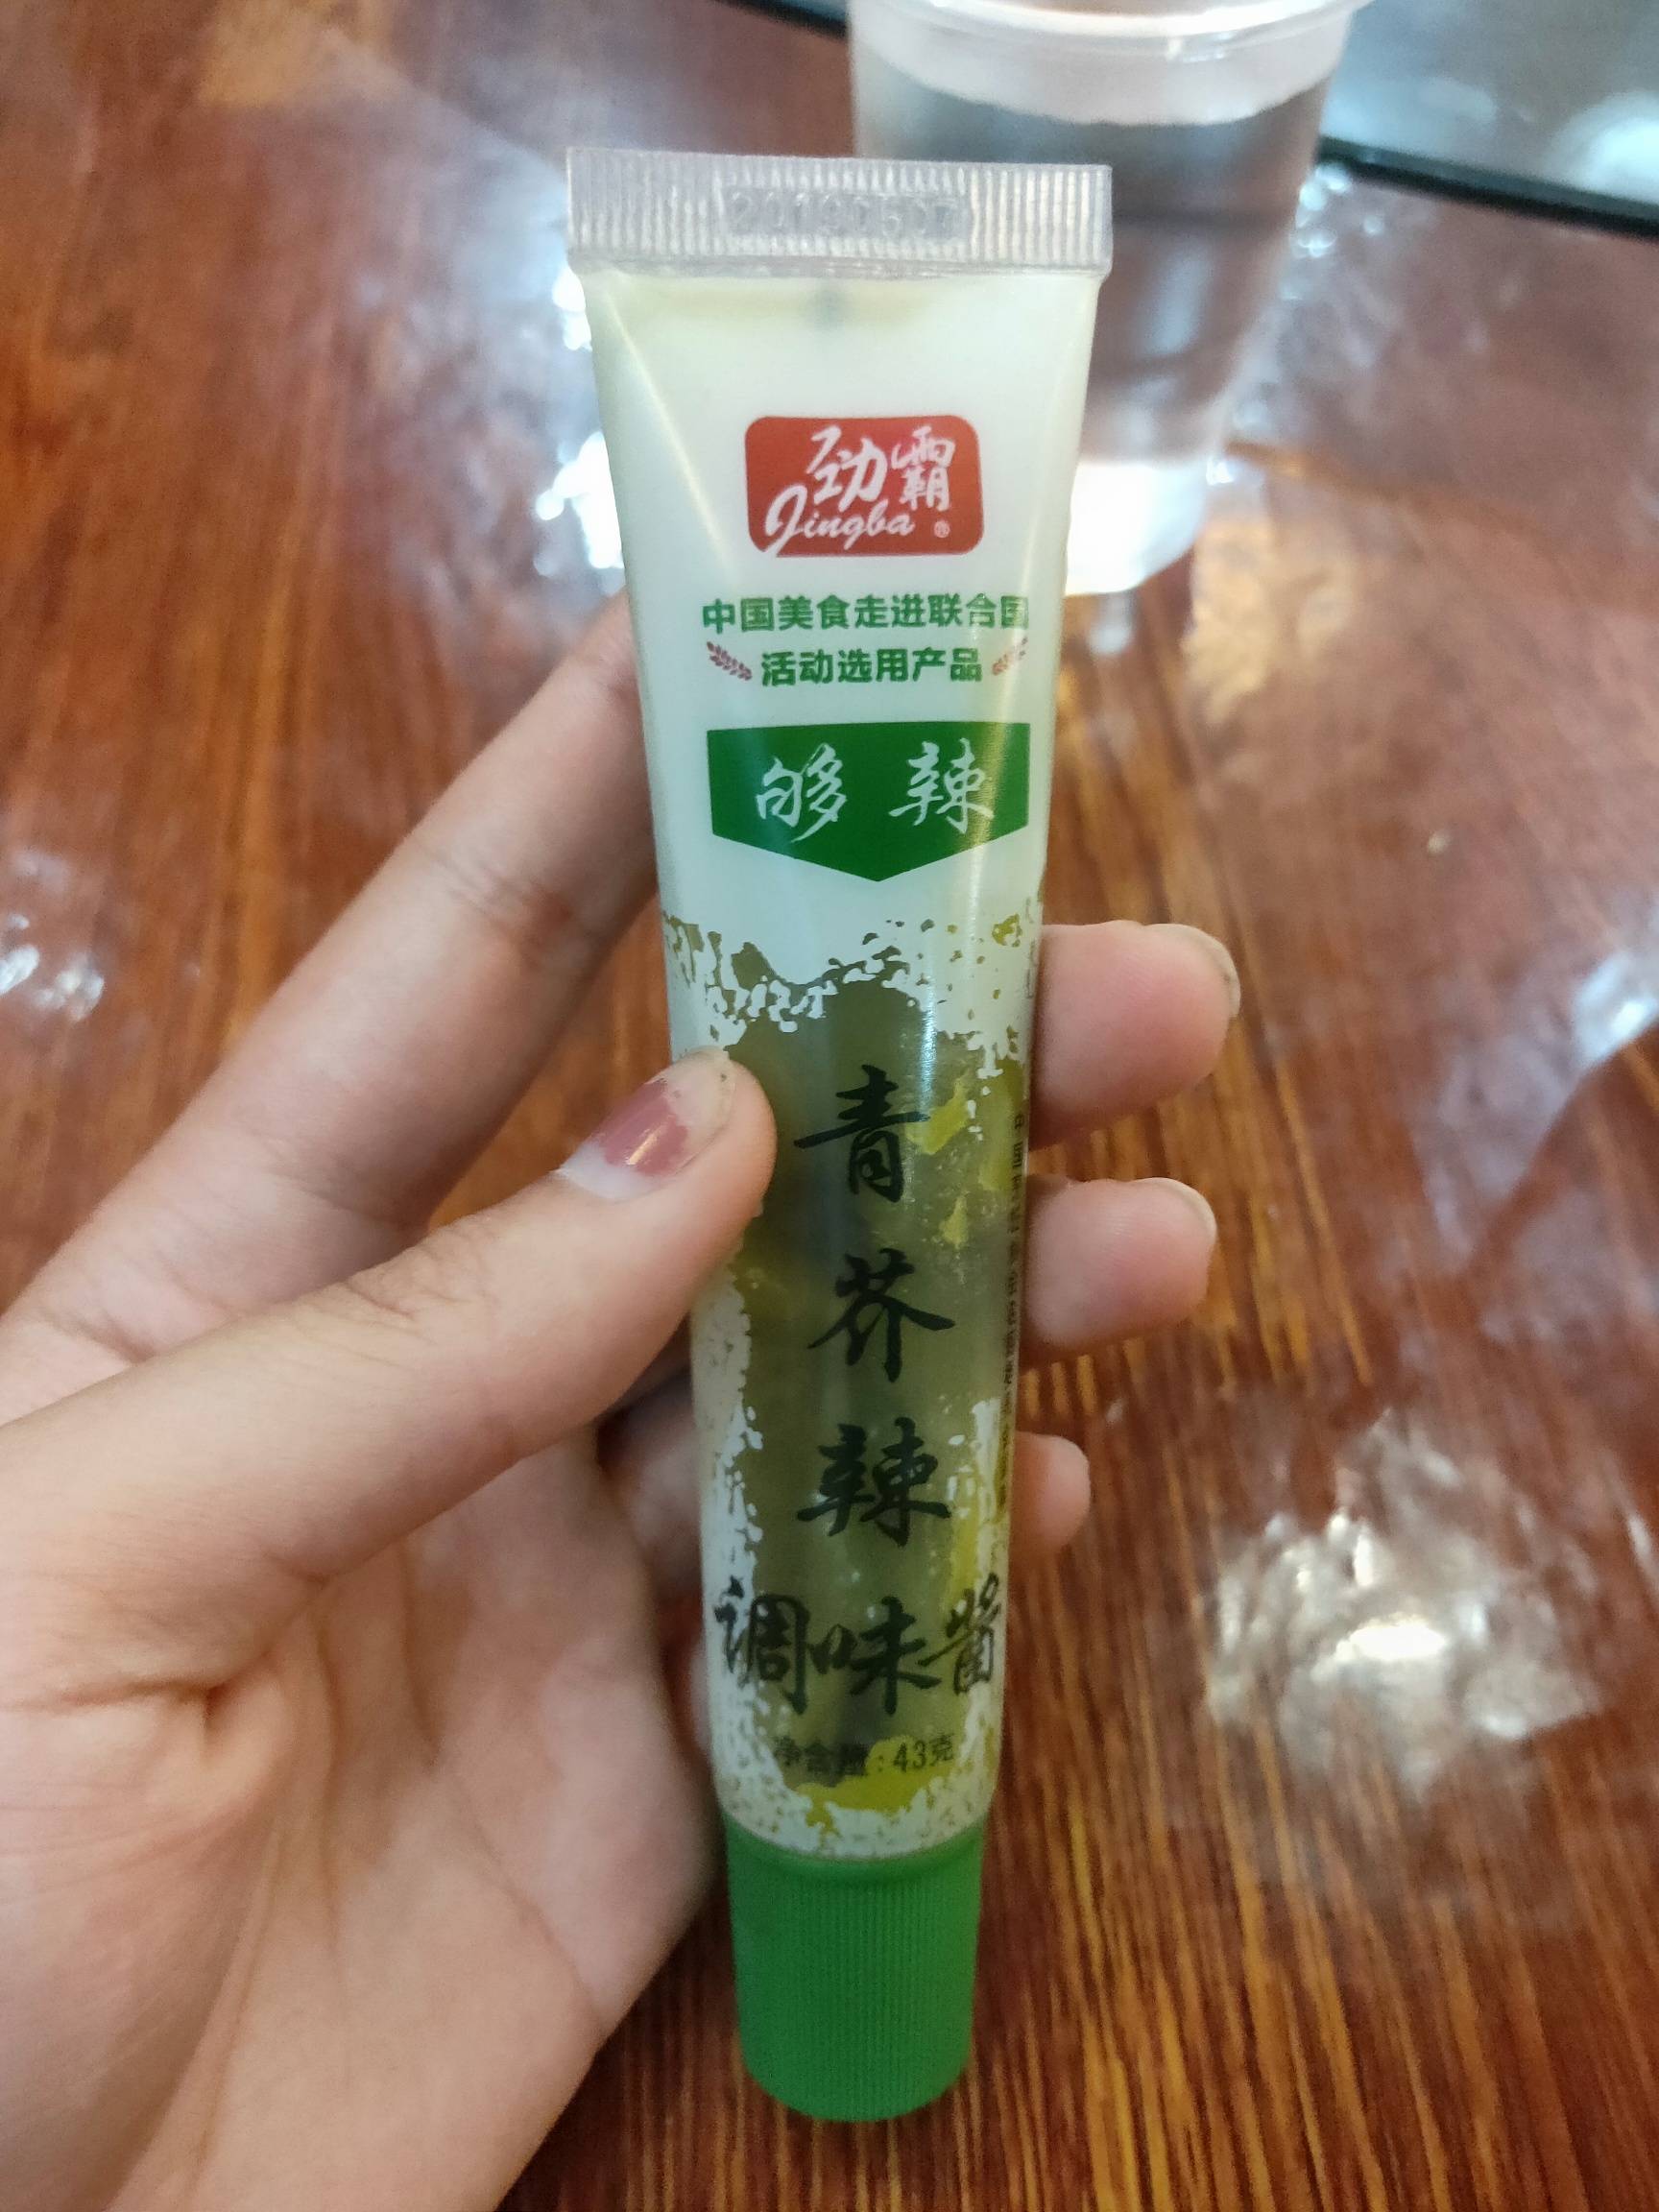 20190507
劲霸
Jingba®
中国美食走进联合国
活动选用产品
够辣
青
芥
辣
调味酱
净含量：43克